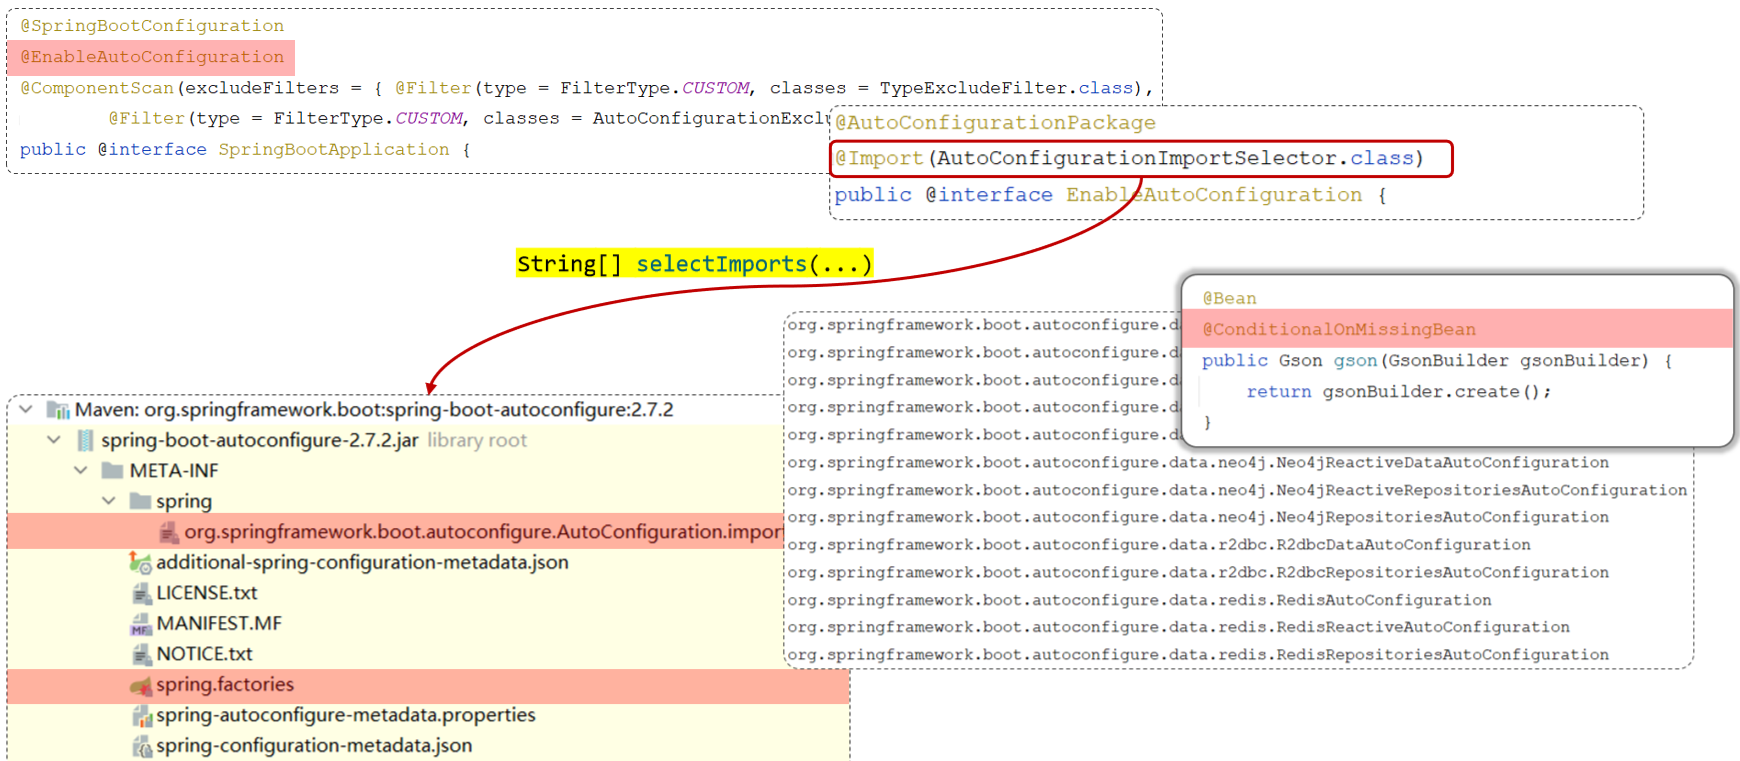 @SpringBootConfiguration
@EnableAutoConfiguration
@ComponentScan(excludeFilters = { @Filter(type = FilterType.CUSTOM, classes = TypeExcludeFilter.class),
@Filter(type = FilterType.CUSTOM, classes = AutoConfigurationExclu
public @interface SpringBootApplication {
@AutoConfigurationPackage
@Import(AutoConfigurationImportSelector.class)
public @interface EnableAutoConfiguration {
String[] selectImports(...)
@Bean
@ConditionalOnMissingBean
public Gson gson(GsonBuilder gsonBuilder) {
return gsonBuilder.create();
}
org.springframework.boot.autoconfigure.da
org.springframework.boot.autoconfigure.da
org.springframework.boot.autoconfigure.da
org.springframework.boot.autoconfigure.da
org.springframework.boot.autoconfigure.da
org.springframework.boot.autoconfigure.data.neo4j.Neo4jReactiveDataAutoConfiguration
org.springframework.boot.autoconfigure.data.neo4j.Neo4jReactiveRepositoriesAutoConfiguration
org.springframework.boot.autoconfigure.data.neo4j.Neo4jRepositoriesAutoConfiguration
org.springframework.boot.autoconfigure.data.r2dbc.R2dbcDataAutoConfiguration
org.springframework.boot.autoconfigure.data.r2dbc.R2dbcRepositoriesAutoConfiguration
org.springframework.boot.autoconfigure.data.redis.RedisAutoConfiguration
org.springframework.boot.autoconfigure.data.redis.RedisReactiveAutoConfiguration
org.springframework.boot.autoconfigure.data.redis.RedisRepositoriesAutoConfiguration
Maven: org.springframework.boot:spring-boot-autoconfigure:2.7.2
spring-boot-autoconfigure-2.7.2.jar library root
META-INF
spring
org.springframework.boot.autoconfigure.AutoConfiguration.impor
additional-spring-configuration-metadata.json
LICENSE.txt
MF MANIFEST.MF
NOTICE.txt
spring.factories
spring-autoconfigure-metadata.properties
spring-configuration-metadata.json